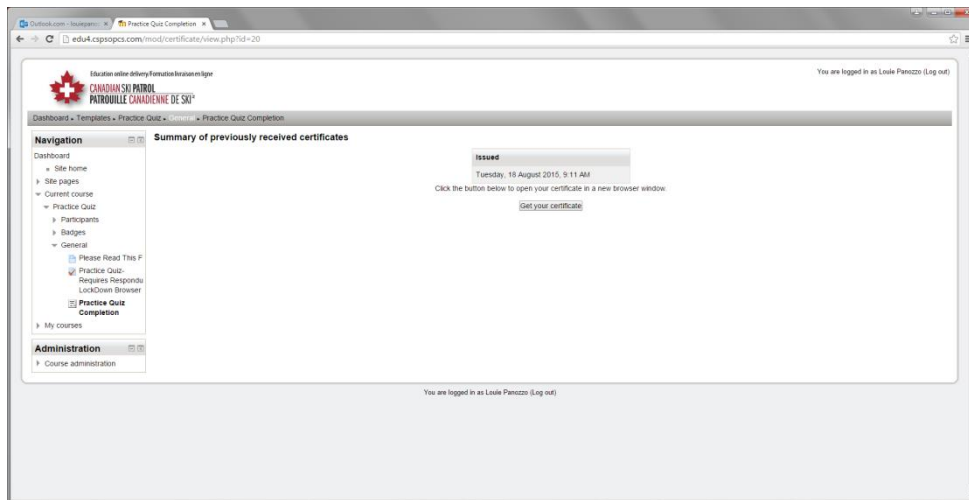 Outlook.com - louiepanoz
Practice Quiz Completion
edu4.cspsopcs.com/mod/certificate/view.php?id=20
Education online delivery/Formation livraison en ligne
CANADIAN SKI PATROL
PATROUILLE CANADIENNE DE SKI
You are logged in as Louie Panozzo (Log out)
Dashboard Templates Practice Quiz General Practice Quiz Completion
Navigation
Dashboard
Site home
Site pages
Current course
Practice Quiz
Participants
Badges
General
Please Read This F
Practice Quiz-
Requires Respondu
LockDown Browser
Practice Quiz
Completion
My courses
Administration
Course administration
Summary of previously received certificates
Issued
Tuesday, 18 August 2015, 9:11 AM
Click the button below to open your certificate in a new browser window.
Get your certificate
You are logged in as Louie Panozzo (Log out)